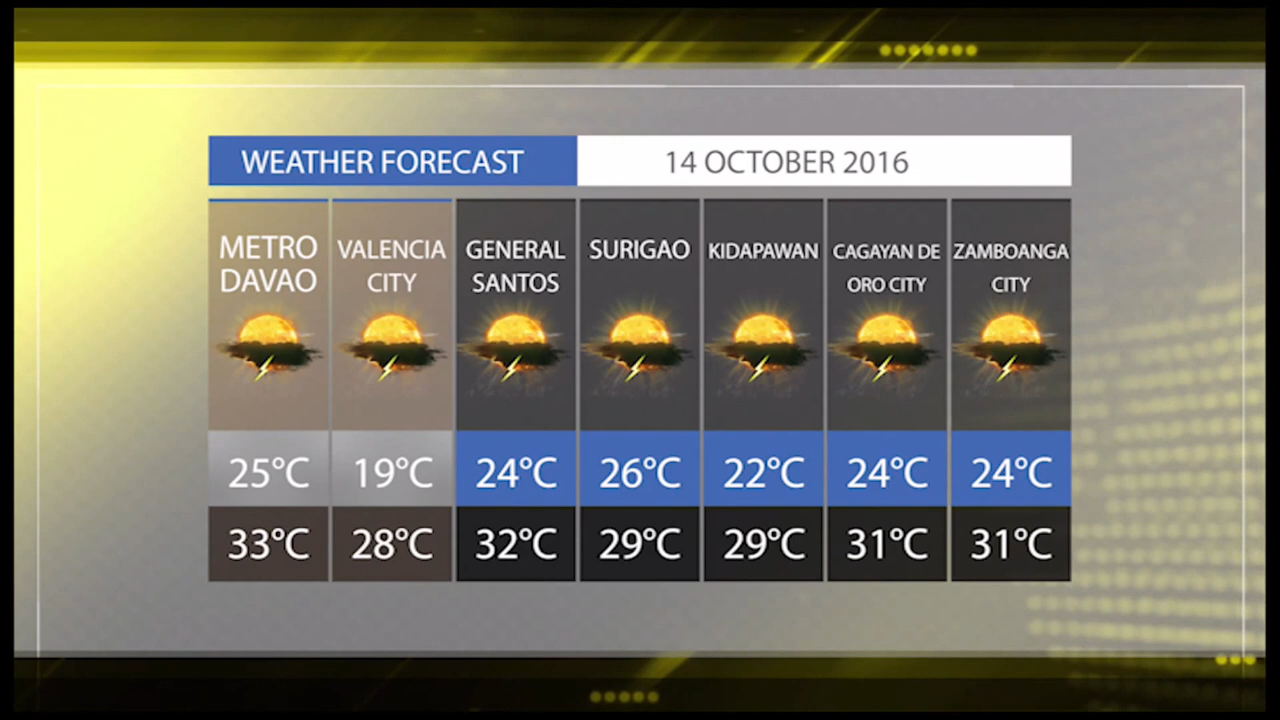 WEATHER FORECAST
14 OCTOBER 2016
METRO
DAVAO
VALENCIA
CITY
GENERAL
SANTOS
SURIGAO
KIDAPAWAN
CAGAYAN DE
ORO CITY
ZAMBOANGA
CITY
25°C 19°C 24°C 26°C 22°C 24°C 24°C
33°C 28°C 32°C 29°C 29°C 31°C 31°C